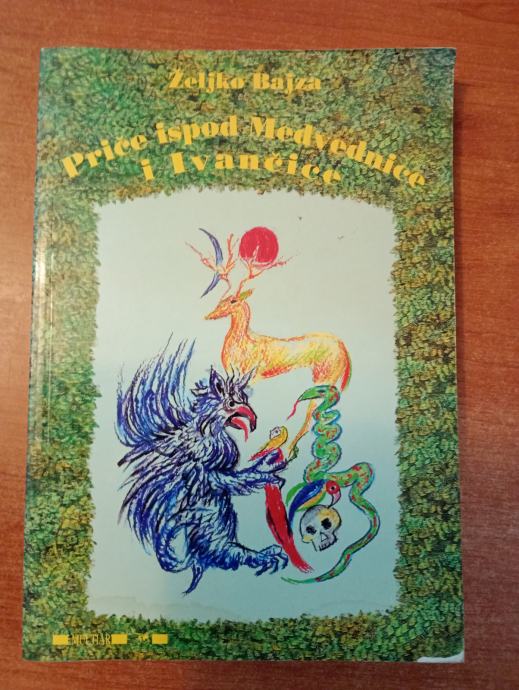 Željko Bajza
Priče ispod Medvednice
i Ivančice